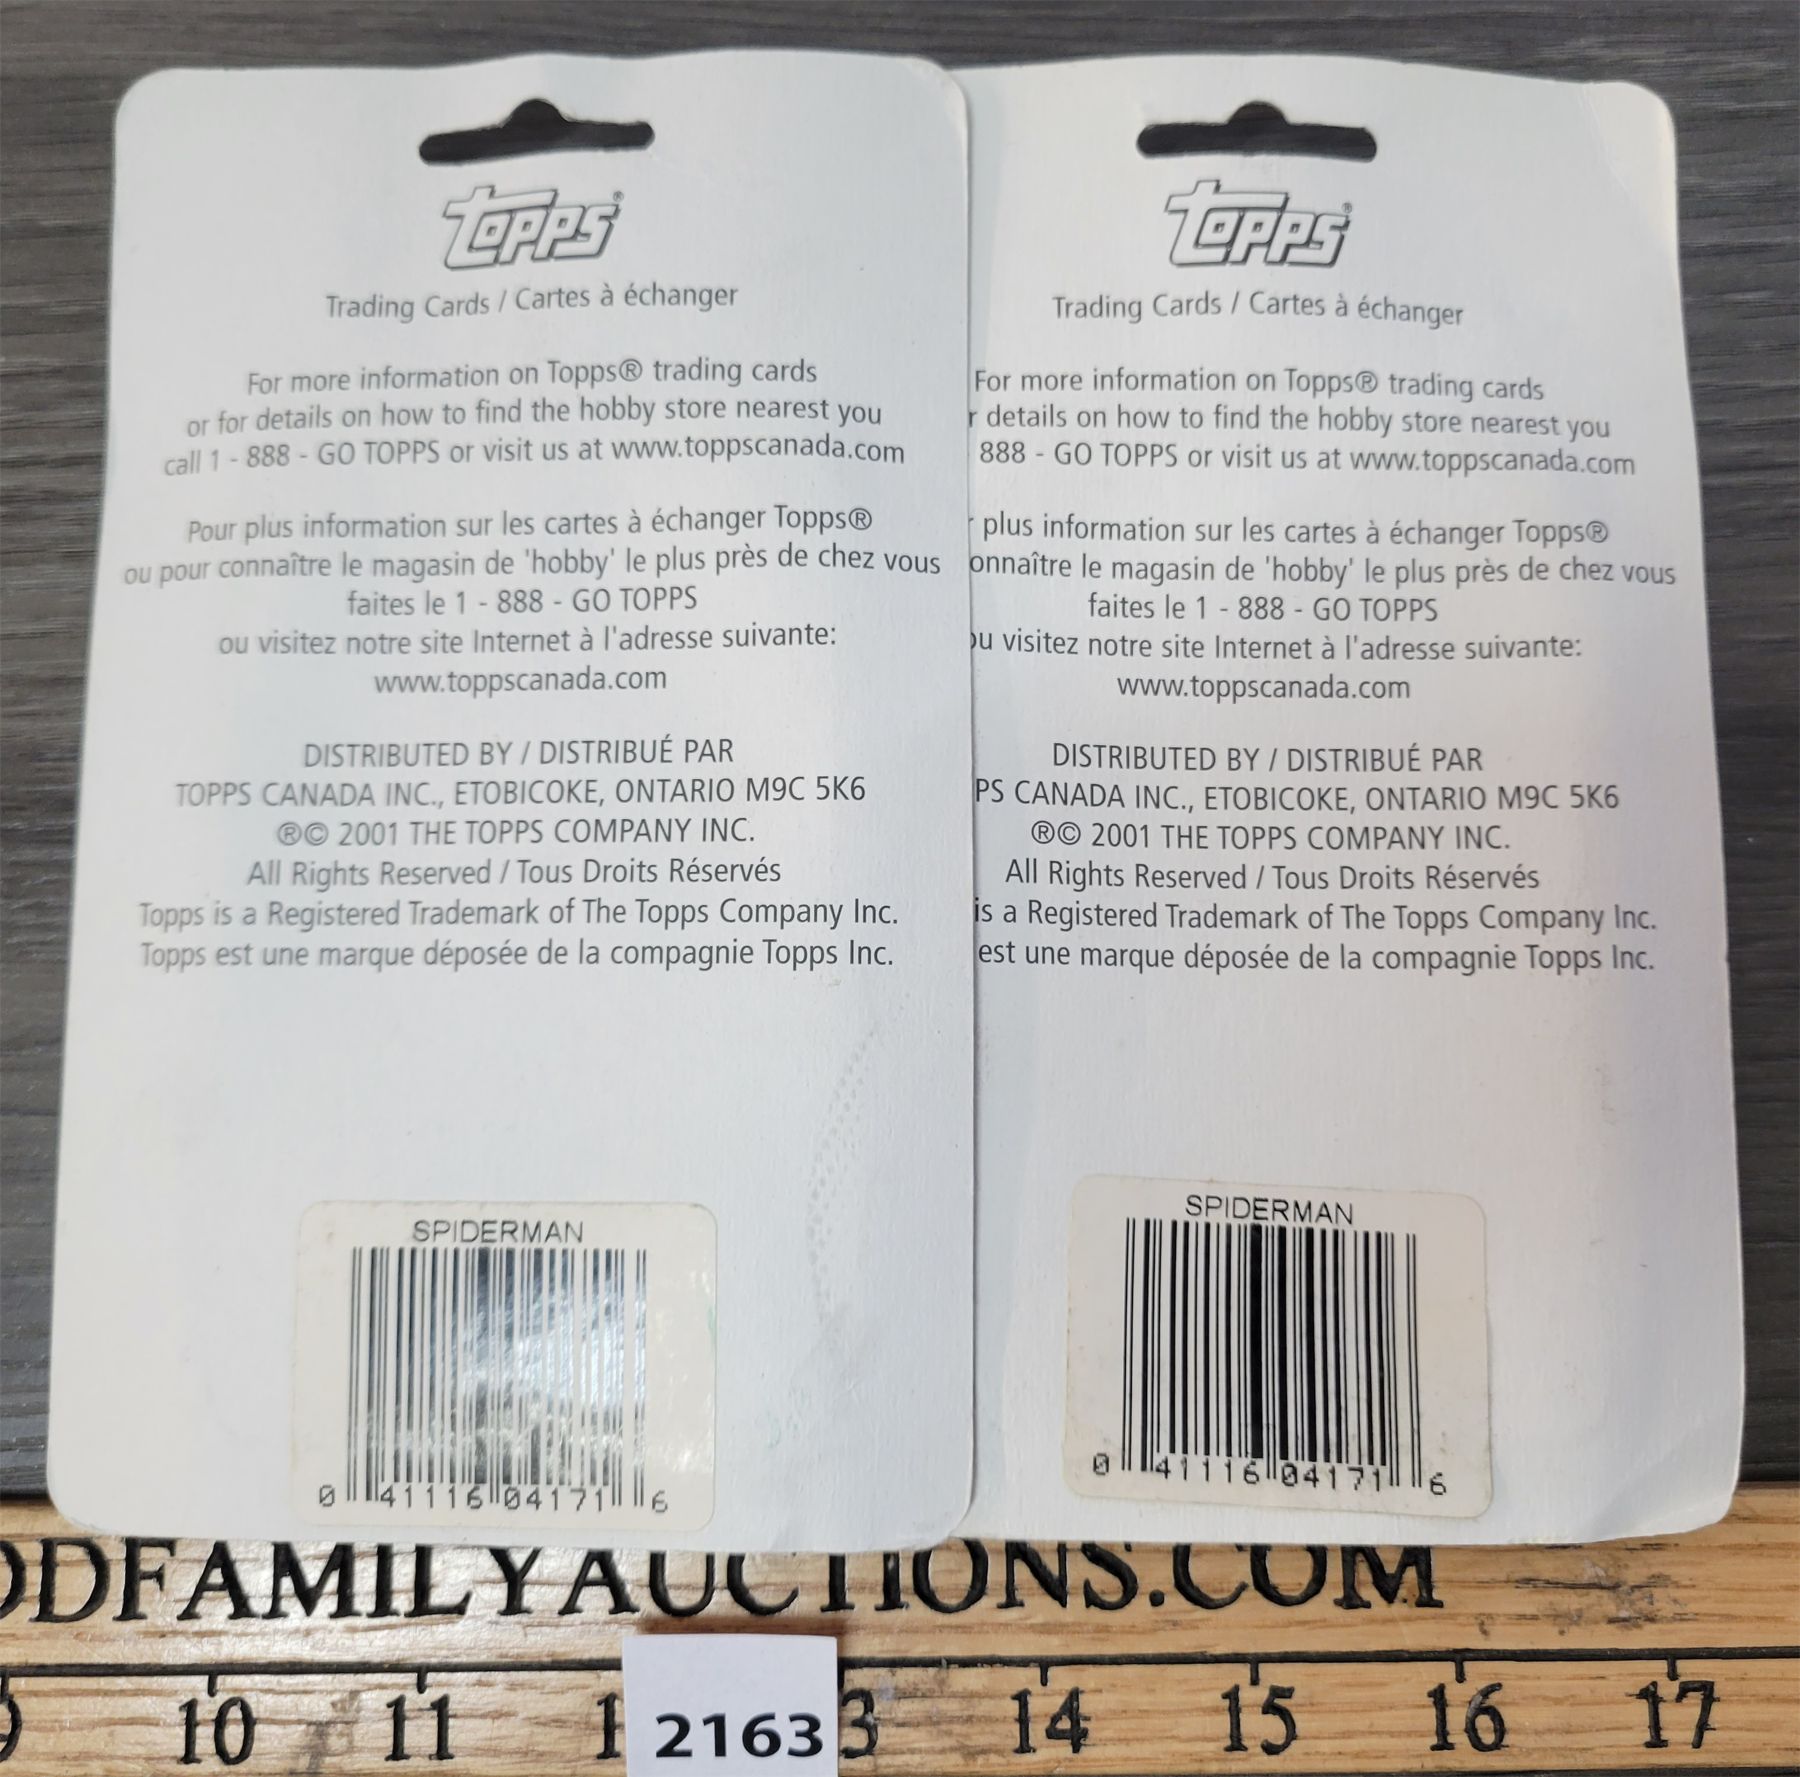 Topps®
Trading Cards / Cartes à échanger
For more information on Topps® trading cards
or for details on how to find the hobby store nearest you
call 1 - 888 - GO TOPPS or visit us at www.toppscanada.com
Pour plus information sur les cartes à échanger Topps®
ou pour connaître le magasin de 'hobby' le plus près de chez vous
faites le 1 - 888 - GO TOPPS
ou visitez notre site Internet à l'adresse suivante:
www.toppscanada.com
DISTRIBUTED BY / DISTRIBUÉ PAR
TOPPS CANADA INC., ETOBICOKE, ONTARIO M9C 5K6
®© 2001 THE TOPPS COMPANY INC.
All Rights Reserved / Tous Droits Réservés
Topps is a Registered Trademark of The Topps Company Inc.
Topps est une marque déposée de la compagnie Topps Inc.
SPIDERMAN
0 41116 04171 6
Topps®
Trading Cards / Cartes à échanger
For more information on Topps® trading cards
r details on how to find the hobby store nearest you
888 - GO TOPPS or visit us at www.toppscanada.com
plus information sur les cartes à échanger Topps®
onnaître le magasin de 'hobby' le plus près de chez vous
faites le 1 - 888 - GO TOPPS
ou visitez notre site Internet à l'adresse suivante:
www.toppscanada.com
DISTRIBUTED BY / DISTRIBUÉ PAR
PS CANADA INC., ETOBICOKE, ONTARIO M9C 5K6
®© 2001 THE TOPPS COMPANY INC.
All Rights Reserved / Tous Droits Réservés
is a Registered Trademark of The Topps Company Inc.
est une marque déposée de la compagnie Topps Inc.
SPIDERMAN
0 41116 04171 6
ODFAMILYAUCTIONS.COM
9 10 11 1 3 14 15 16 17
2163